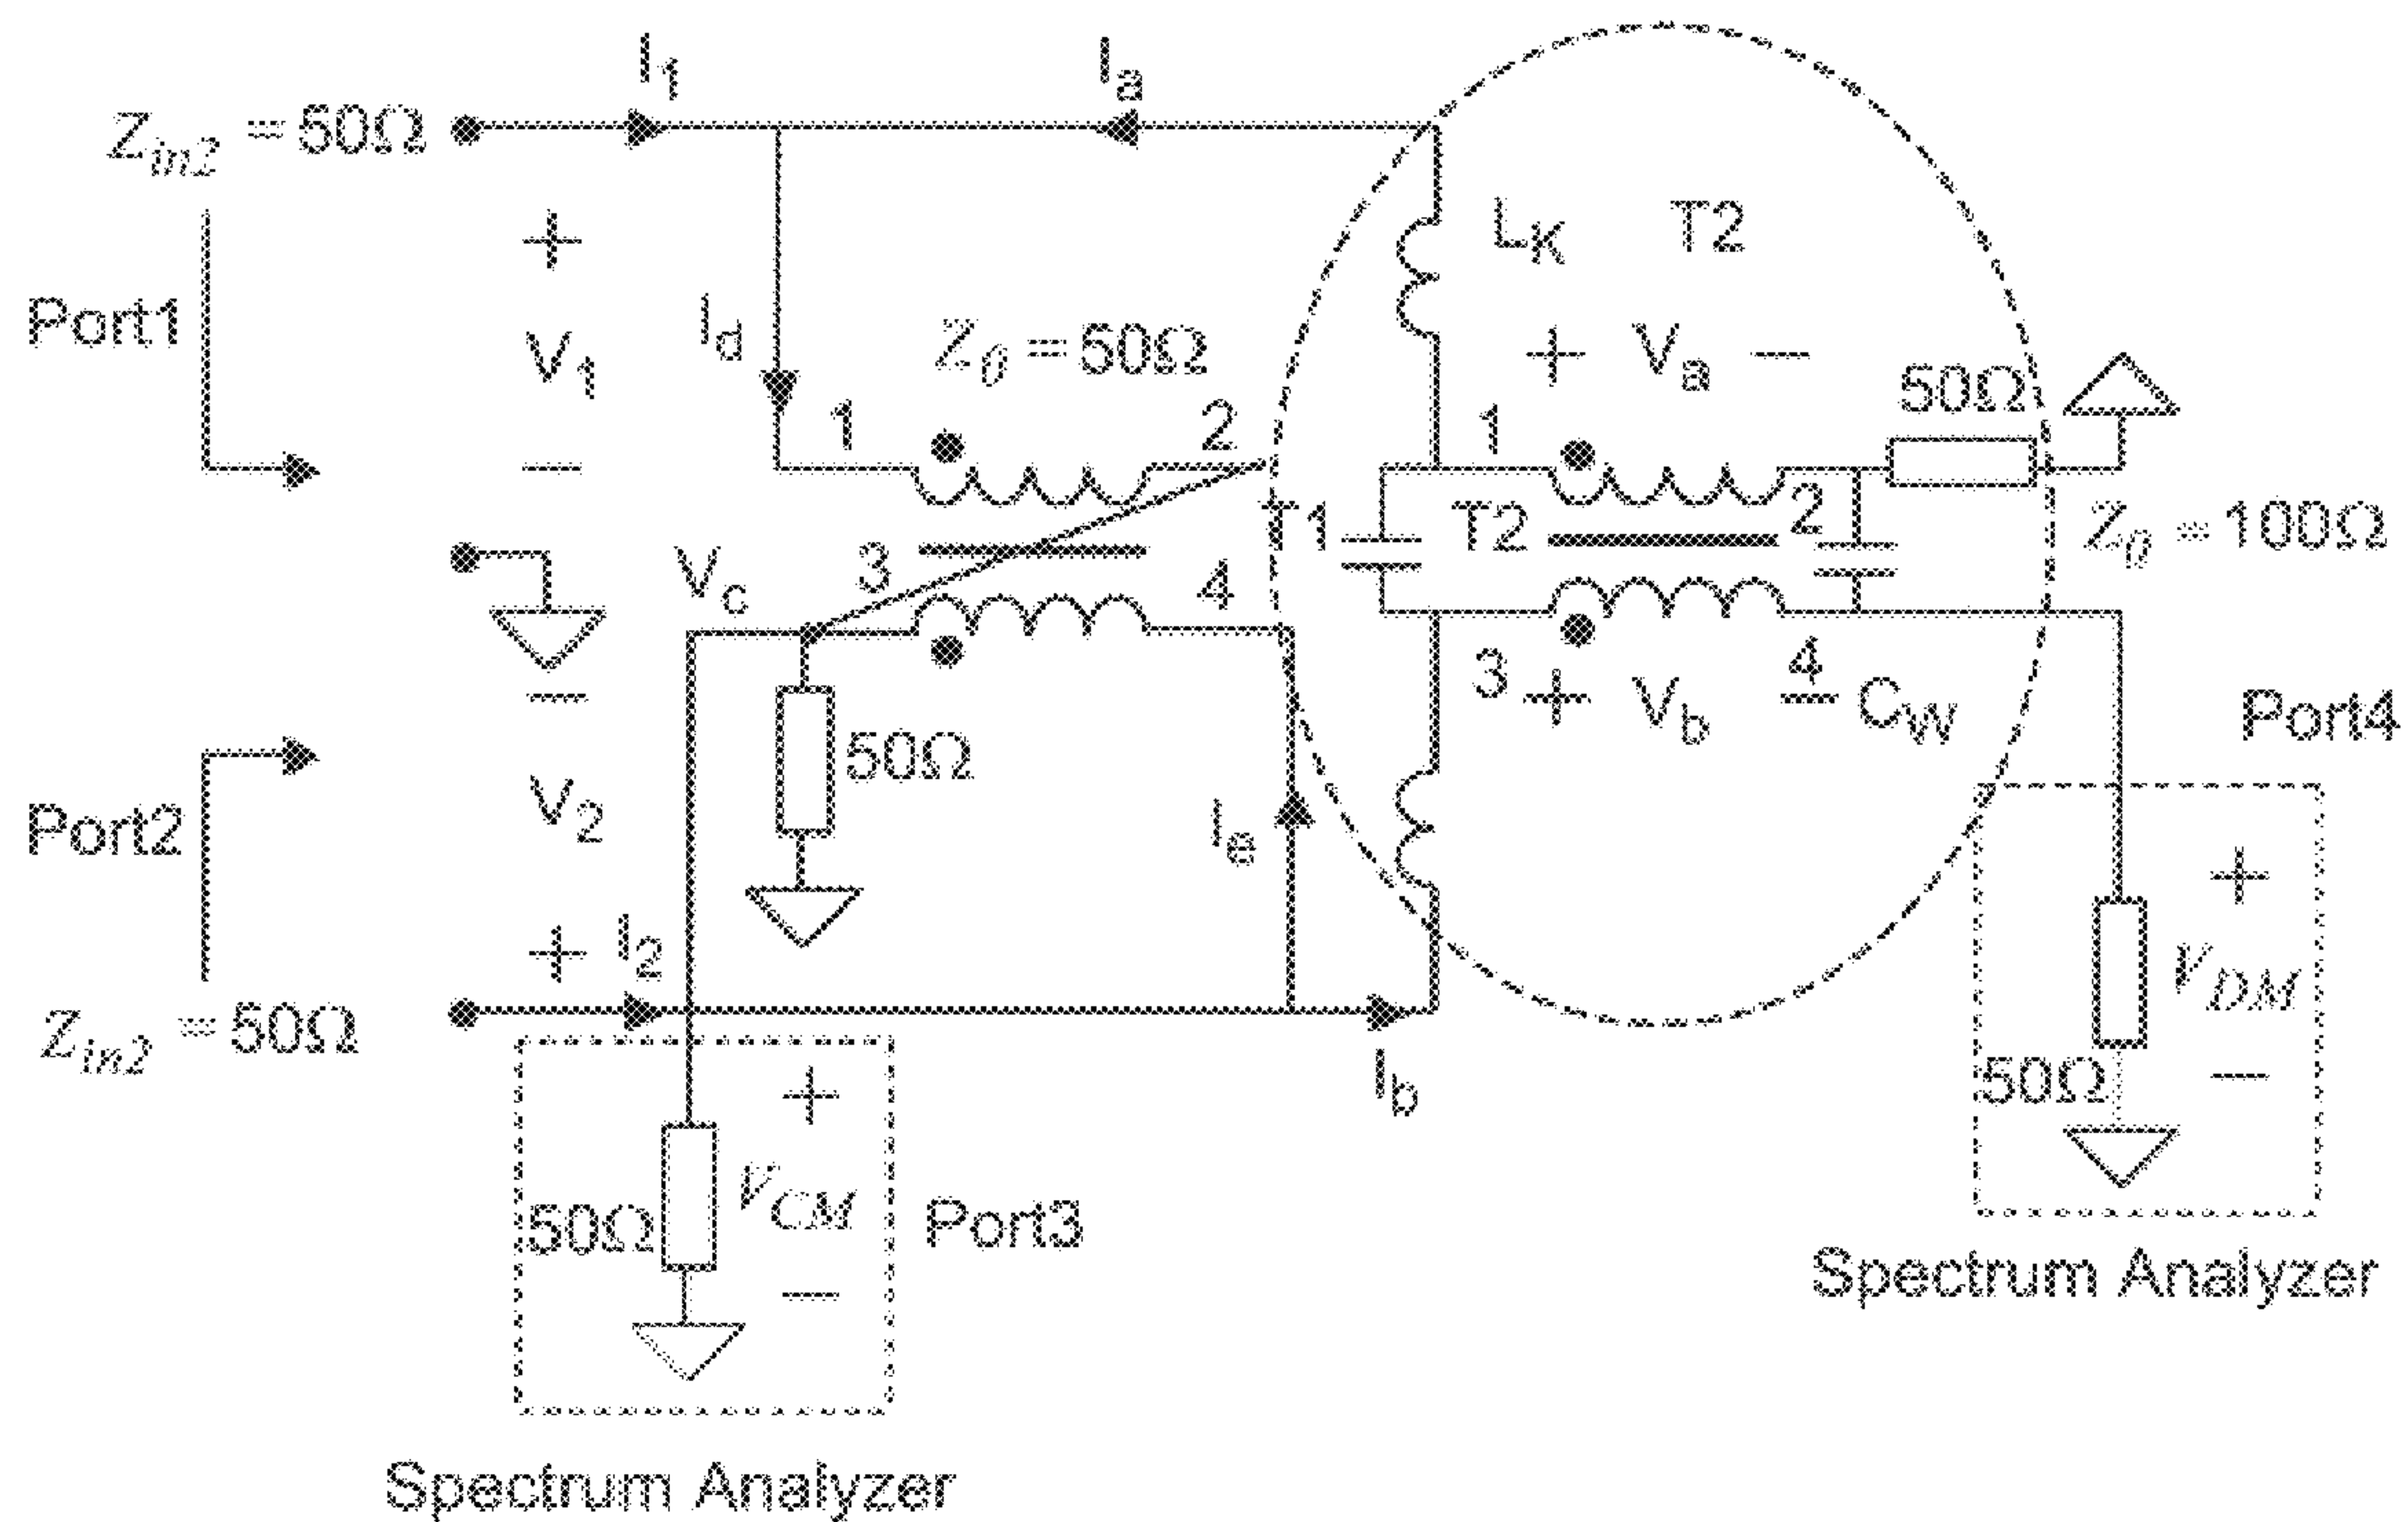 I1
Ia
Zin2 = 50Ω
+
LK
T2
Port1
V1
Id
Z0 = 50Ω
+ Va −
50Ω
1
2
1
−
T1
T2
2
Z0 = 100Ω
Vc
3
4
3
4
+ Vb −
CW
Port4
−
50Ω
V2
Ie
Port2
+
I2
+
VDM
Zin2 = 50Ω
50Ω
−
Ib
+
VCM
50Ω
Port3
−
Spectrum Analyzer
Spectrum Analyzer